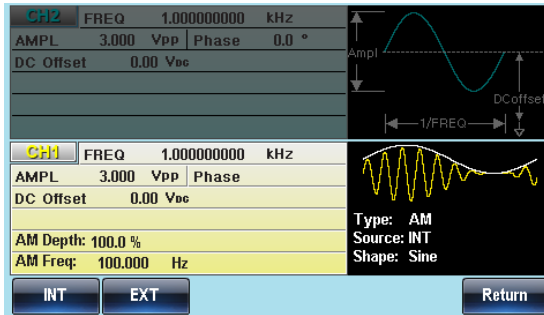 CH2 FREQ 1.000000000 kHz
AMPL 3.000 Vpp Phase 0.0 °
DC Offset 0.00 VDC
Ampl
DCoffset
1/FREQ
CH1 FREQ 1.000000000 kHz
AMPL 3.000 Vpp Phase
DC Offset 0.00 VDC
AM Depth: 100.0 %
AM Freq: 100.000 Hz
Type: AM
Source: INT
Shape: Sine
INT EXT Return